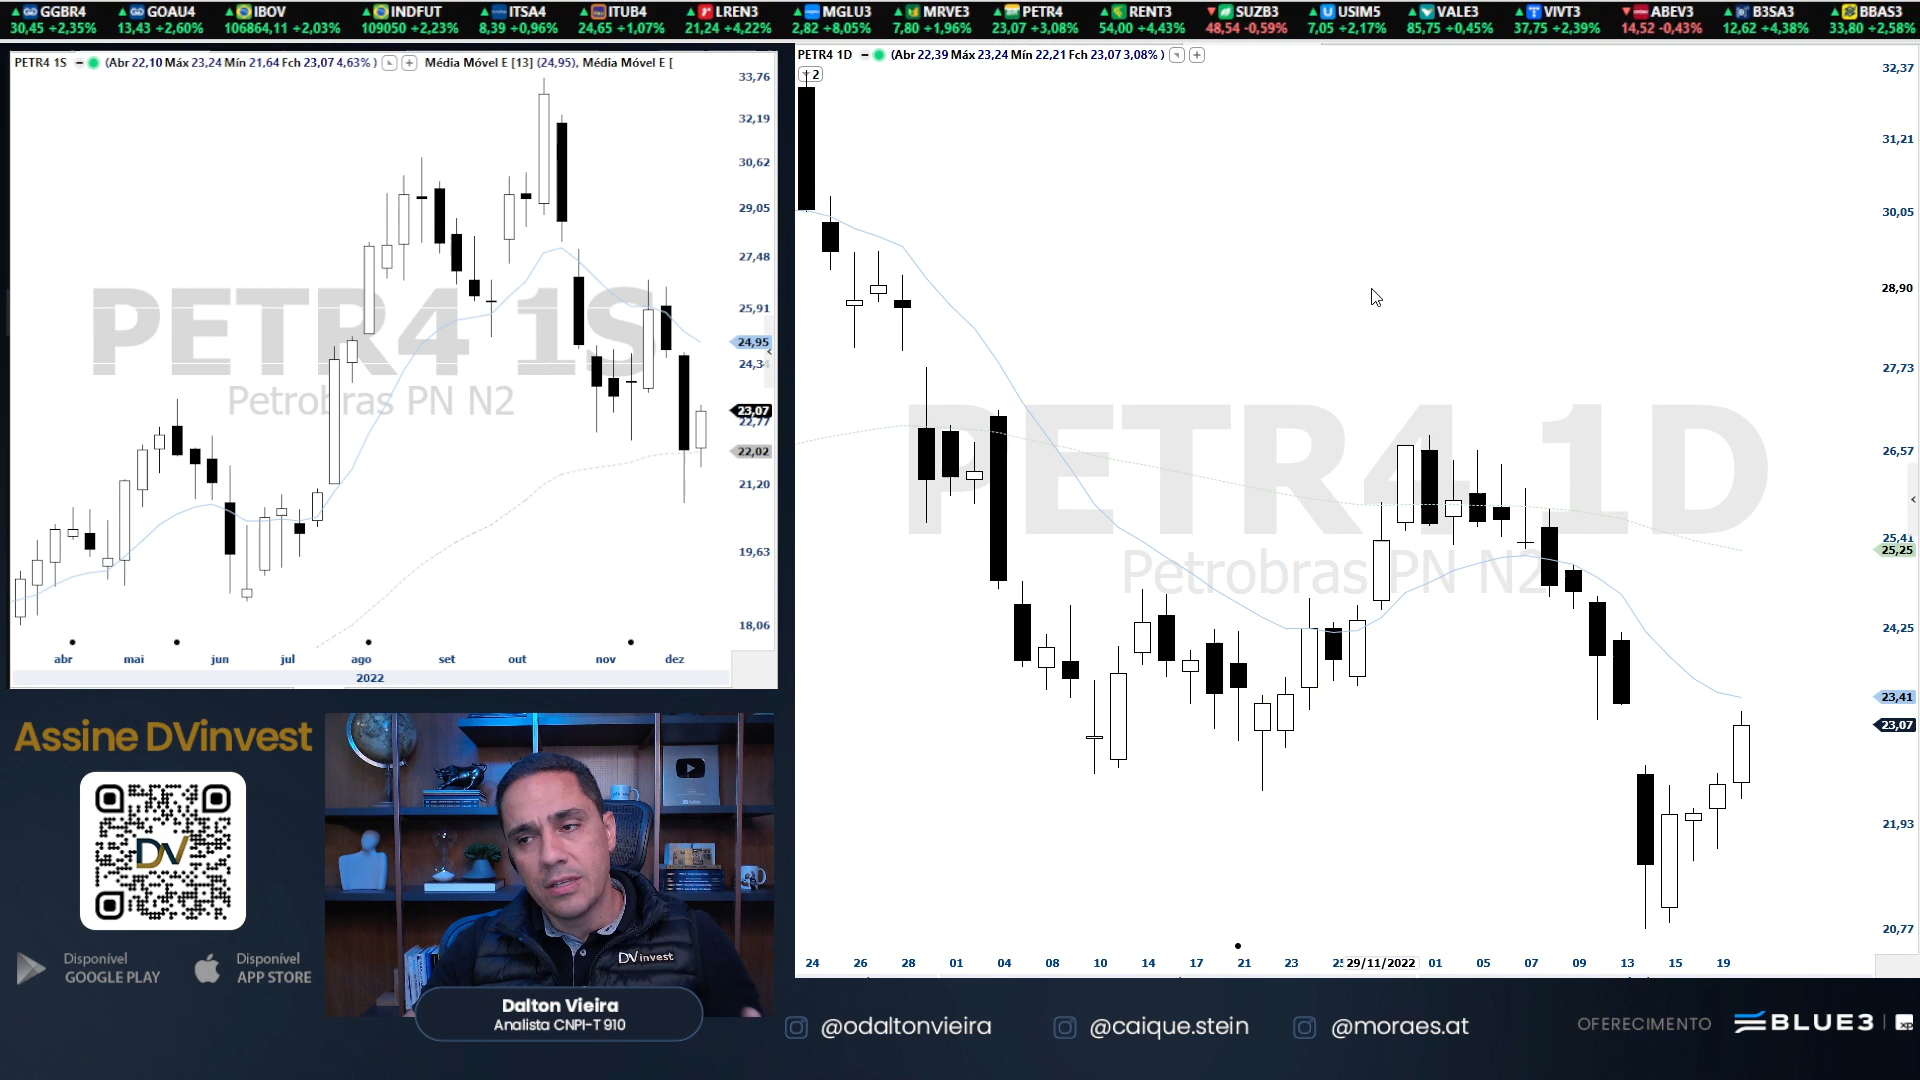 GGBR4 GOAU4 IBOV INDFUT ITSA4 ITUB4 LREN3 MGLU3 MRVE3 PETR4 RENT3 SUZB3 USIM5 VALE3 VIVT3 ABEV3 B3SA3 BBAS3
30,45 +2,35% 13,43 +2,60% 106864,11 +2,03% 109050 +2,23% 8,39 +0,96% 24,65 +1,07% 21,24 +4,22% 2,82 +8,05% 7,80 +1,96% 23,07 +3,08% 54,00 +4,43% 48,54 -0,59% 7,05 +2,17% 85,75 +0,45% 37,75 +2,39% 14,52 -0,43% 12,62 +4,38% 33,80 +2,58%
PETR4 1S (Abr 22,10 Máx 23,24 Mín 21,64 Fch 23,07 4,63% ) Média Móvel E [13] (24,95), Média Móvel E [
33,76
32,19
30,62
29,05
27,48
25,91
24,95
24,34
23,07
22,77
22,02
21,20
19,63
18,06
PETR4 1S
Petrobras PN N2
abr mai jun jul ago set out nov dez
2022
PETR4 1D (Abr 22,39 Máx 23,24 Mín 22,21 Fch 23,07 3,08% )
2
32,37
31,21
30,05
28,90
27,73
26,57
25,41
25,25
24,25
23,41
23,07
21,93
20,77
PETR4 1D
Petrobras PN N2
24 26 28 01 04 08 10 14 17 21 23 29/11/2022 01 05 07 09 13 15 19
Assine DVinvest
DV
Disponível
GOOGLE PLAY
Disponível
APP STORE
DVinvest
Dalton Vieira
Analista CNPI-T 910
@odaltonvieira @caique.stein @moraes.at
OFERECIMENTO BLUE3 xp